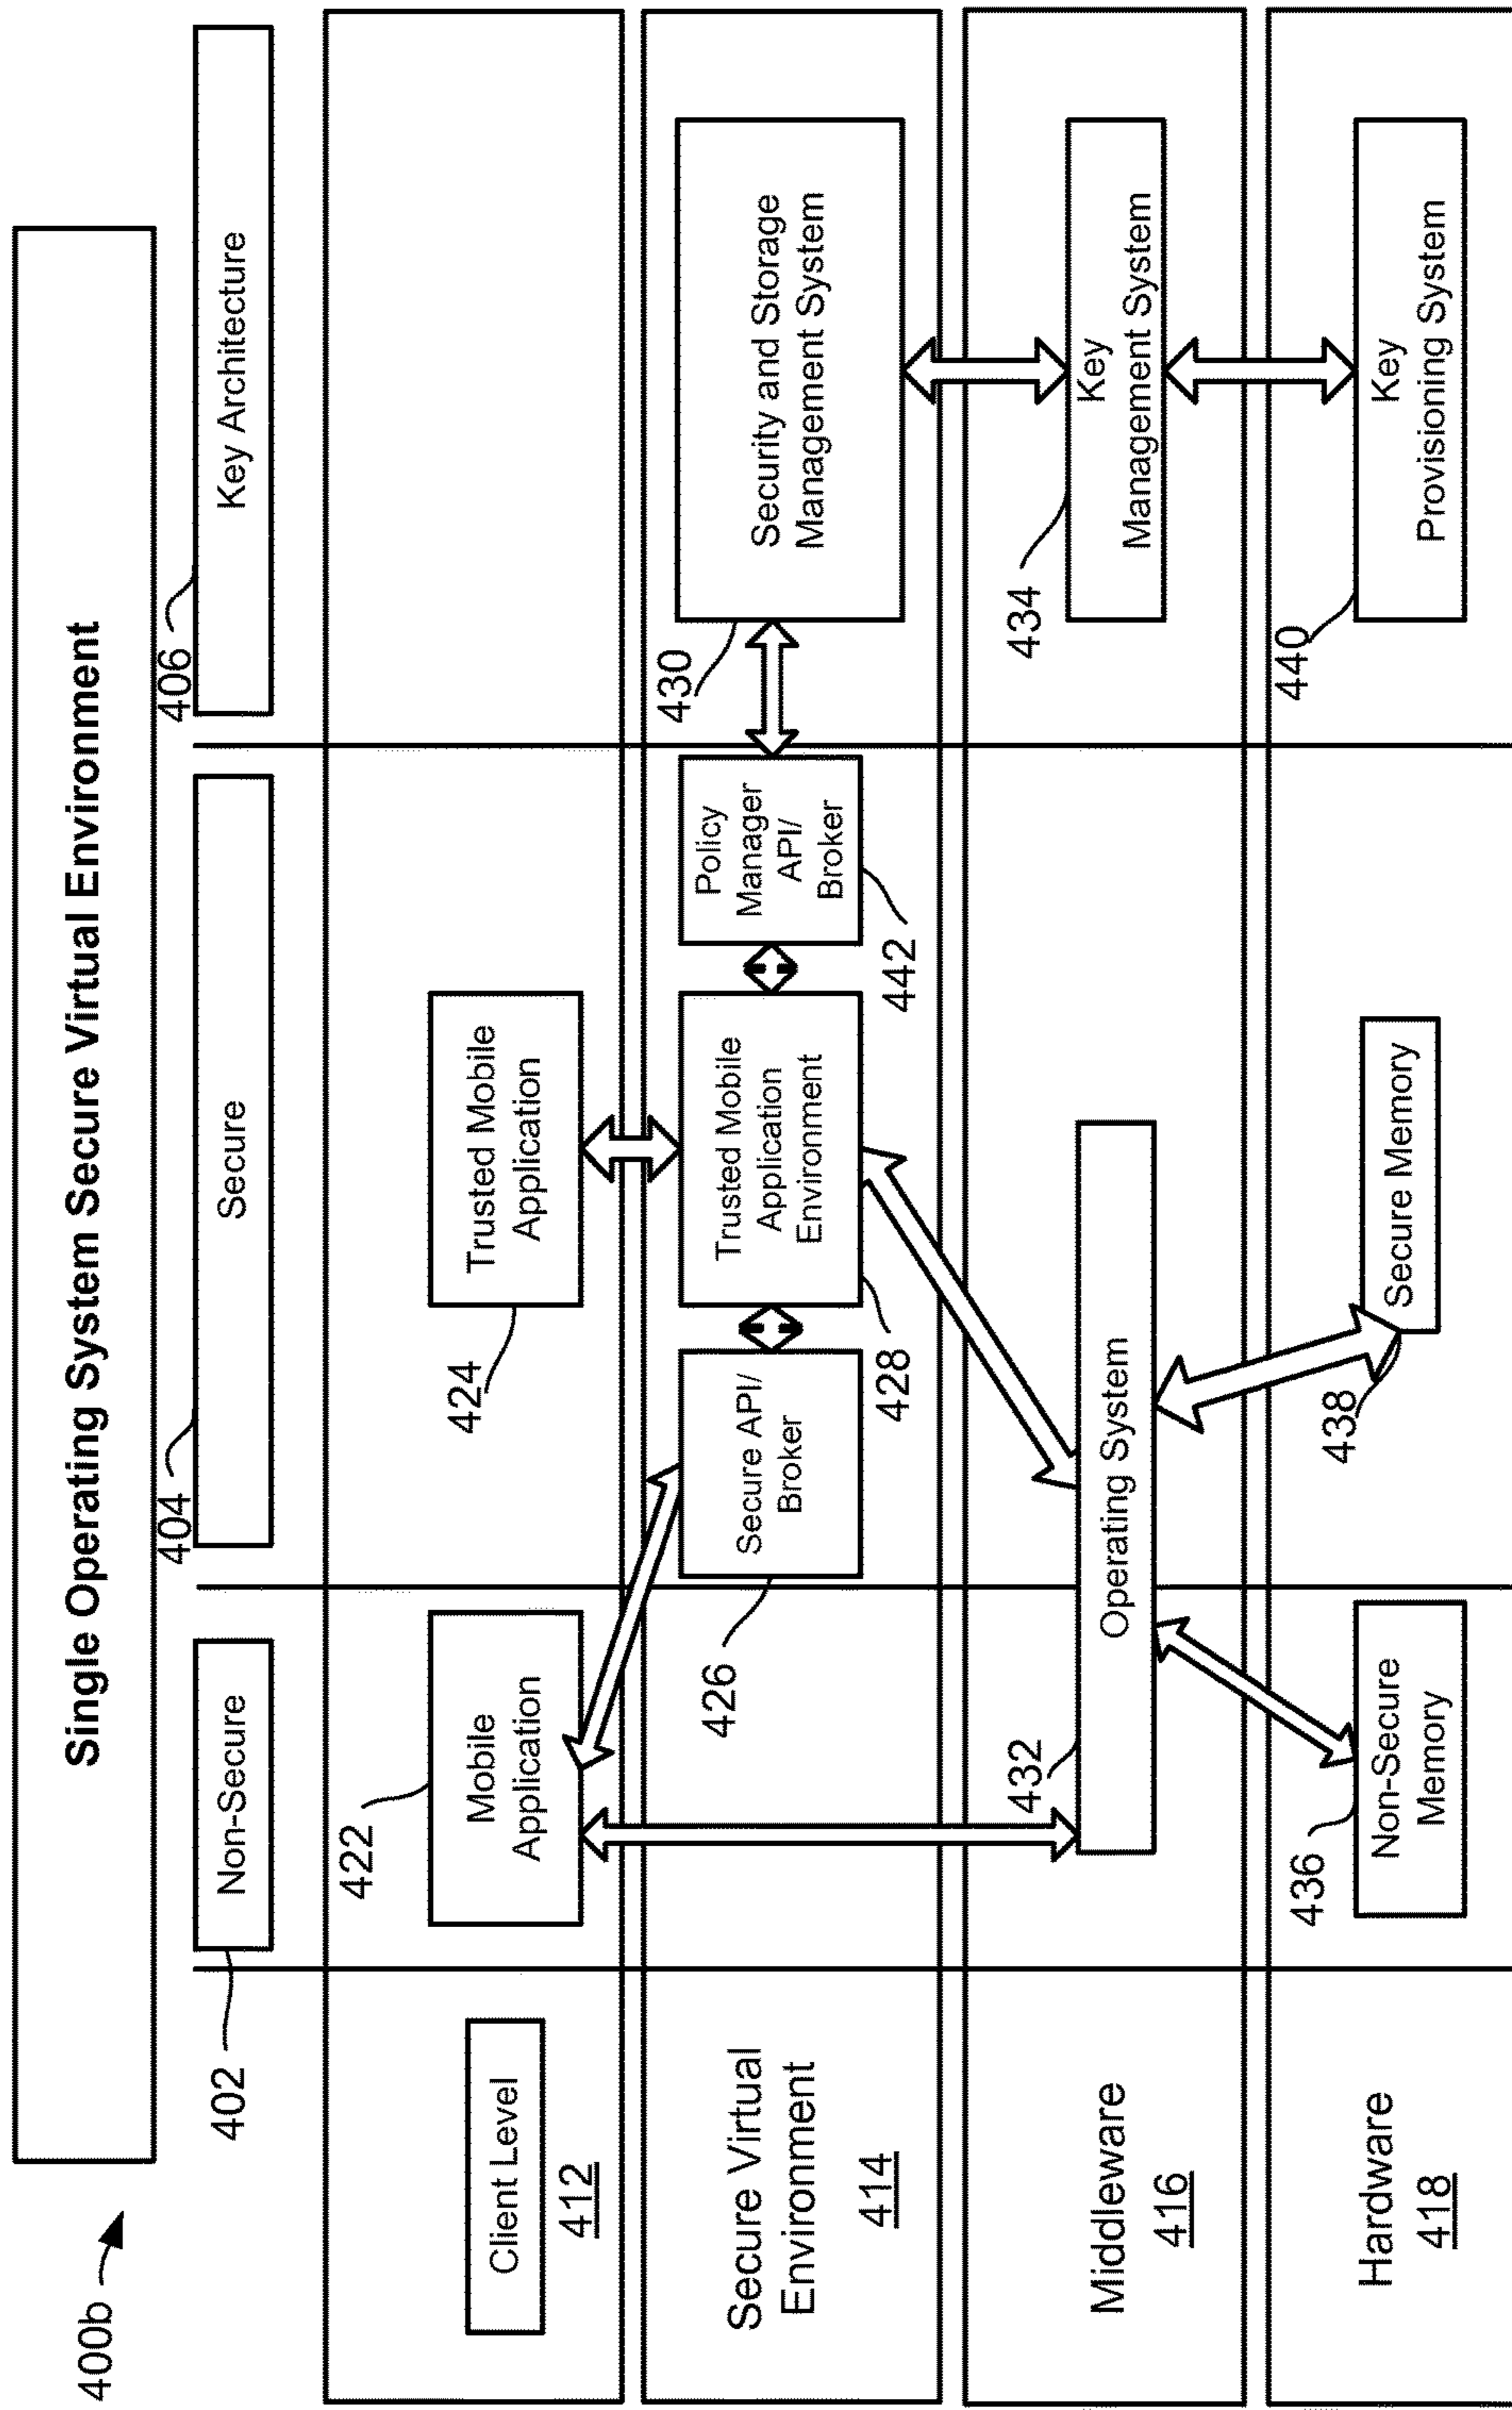 400b
Single Operating System Secure Virtual Environment
402
Non-Secure
404
Secure
406
Key Architecture
Client Level
412
422
Mobile
Application
424
Trusted Mobile
Application
Secure Virtual
Environment
414
426
Secure API/
Broker
428
Trusted Mobile
Application
Environment
442
Policy
Manager
API/
Broker
430
Security and Storage
Management System
Middleware
416
432
Operating System
434
Key
Management System
Hardware
418
436
Non-Secure
Memory
438
Secure Memory
440
Key
Provisioning System